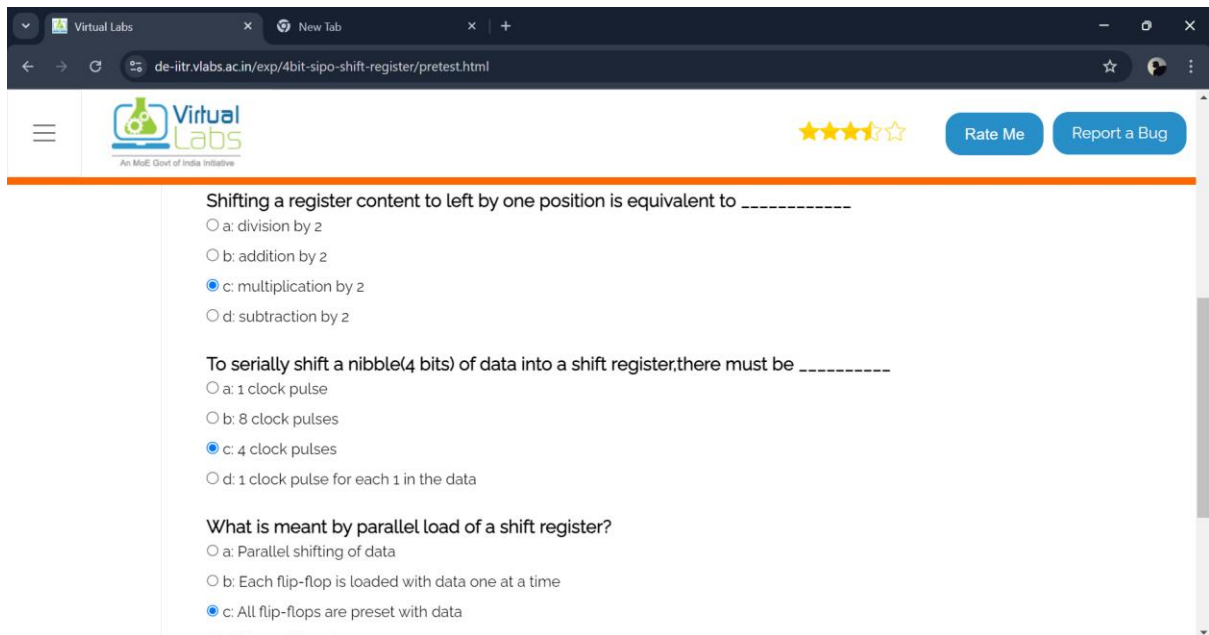 Virtual Labs
New Tab
de-iitr.vlabs.ac.in/exp/4bit-sipo-shift-register/pretest.html
Virtual
Labs
An MoE Govt of India Initiative
Rate Me
Report a Bug
Shifting a register content to left by one position is equivalent to ____________
a: division by 2
b: addition by 2
c: multiplication by 2
d: subtraction by 2
To serially shift a nibble(4 bits) of data into a shift register,there must be __________
a: 1 clock pulse
b: 8 clock pulses
c: 4 clock pulses
d: 1 clock pulse for each 1 in the data
What is meant by parallel load of a shift register?
a: Parallel shifting of data
b: Each flip-flop is loaded with data one at a time
c: All flip-flops are preset with data